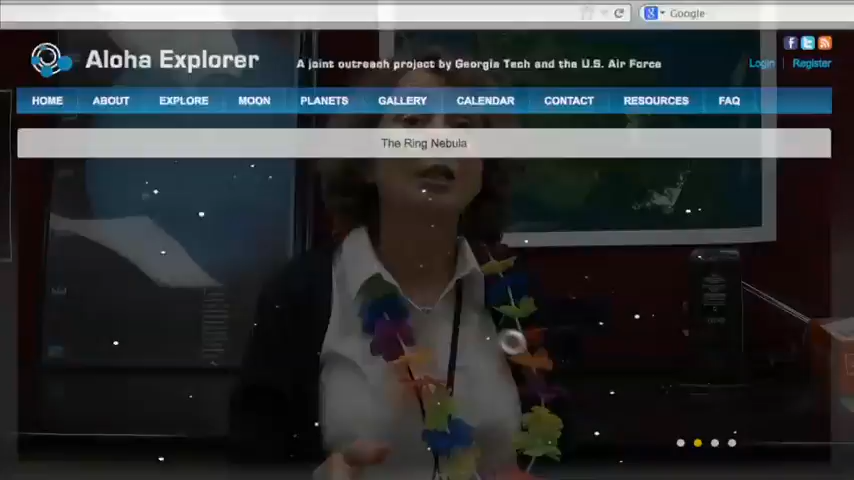 Google
Aloha Explorer
A joint outreach project by Georgia Tech and the U.S. Air Force
Login Register
HOME ABOUT EXPLORE MOON PLANETS GALLERY CALENDAR CONTACT RESOURCES FAQ
The Ring Nebula